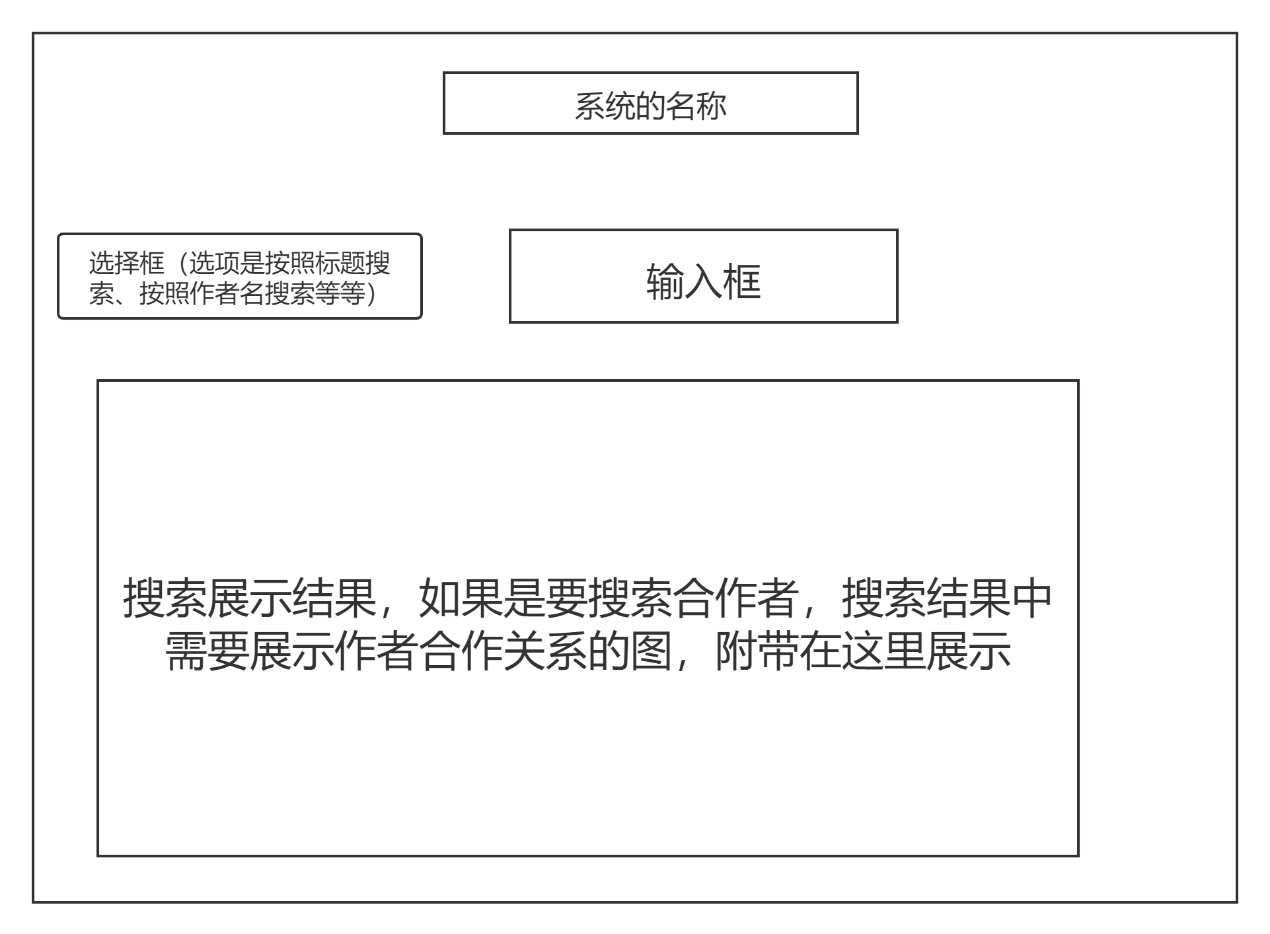 系统的名称
选择框（选项是按照标题搜
索、按照作者名搜索等等）
输入框
搜索展示结果，如果是要搜索合作者，搜索结果中
需要展示作者合作关系的图，附带在这里展示